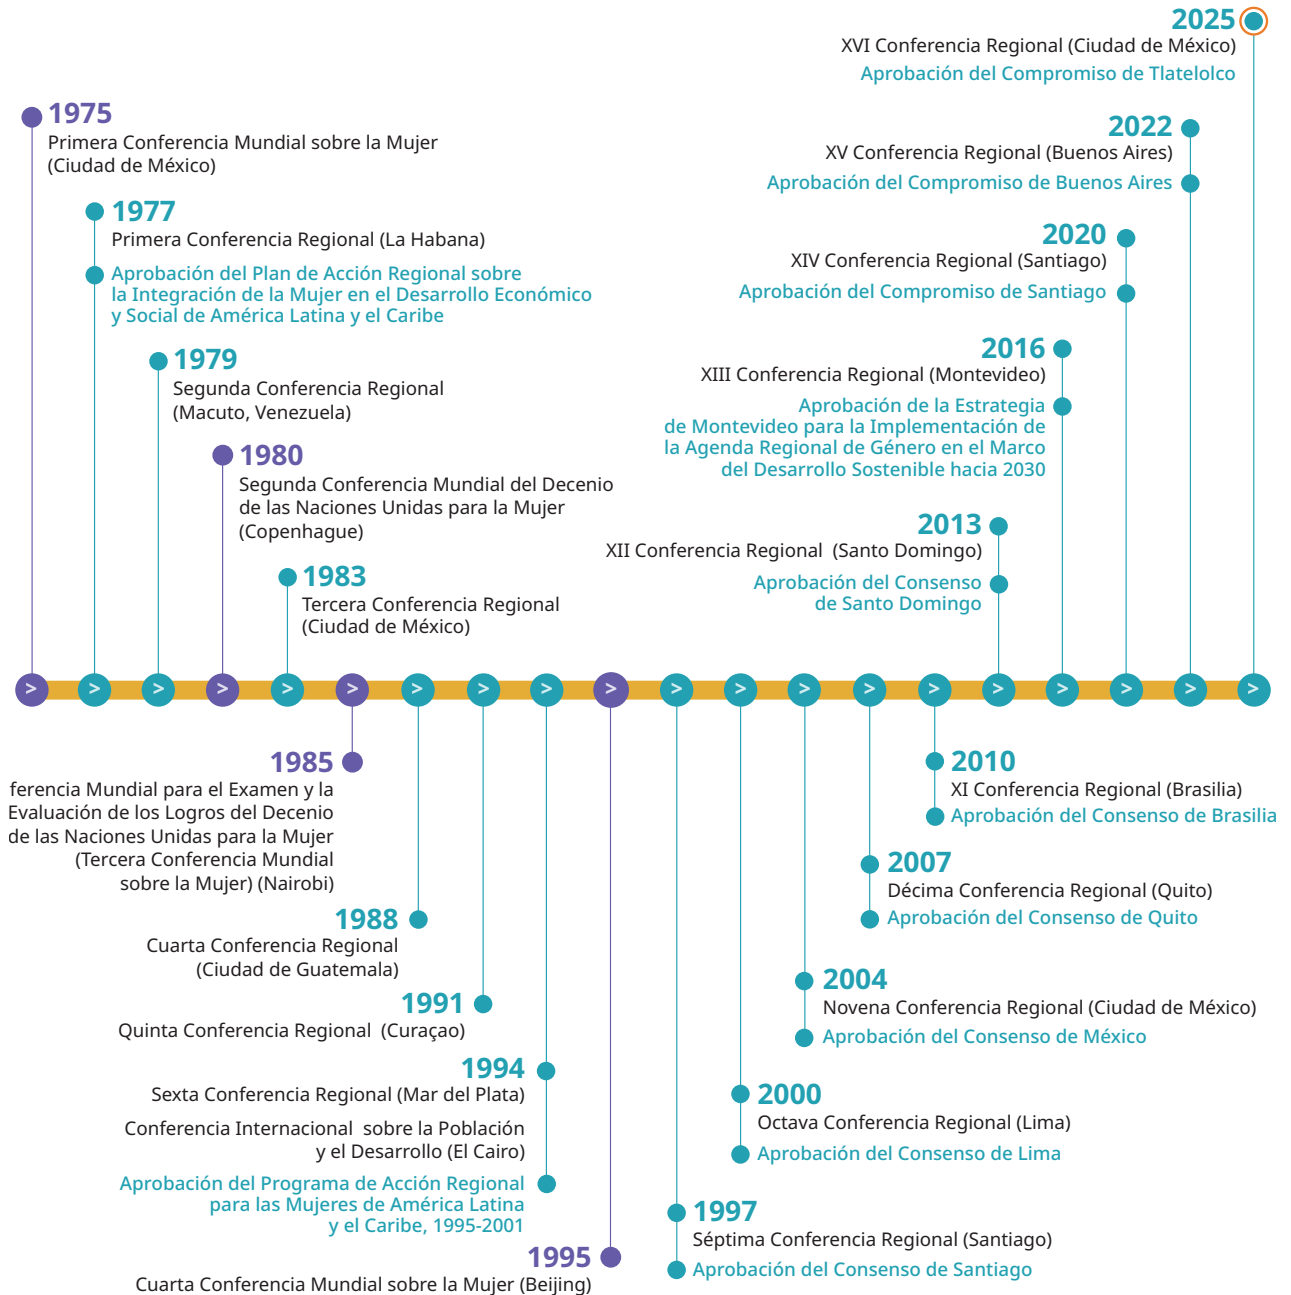 1975
Primera Conferencia Mundial sobre la Mujer
(Ciudad de México)
1977
Primera Conferencia Regional (La Habana)
Aprobación del Plan de Acción Regional sobre
la Integración de la Mujer en el Desarrollo Económico
y Social de América Latina y el Caribe
1979
Segunda Conferencia Regional
(Macuto, Venezuela)
1980
Segunda Conferencia Mundial del Decenio
de las Naciones Unidas para la Mujer
(Copenhague)
1983
Tercera Conferencia Regional
(Ciudad de México)
1985
ferencia Mundial para el Examen y la
Evaluación de los Logros del Decenio
de las Naciones Unidas para la Mujer
(Tercera Conferencia Mundial
sobre la Mujer) (Nairobi)
1988
Cuarta Conferencia Regional
(Ciudad de Guatemala)
1991
Quinta Conferencia Regional (Curaçao)
1994
Sexta Conferencia Regional (Mar del Plata)
Conferencia Internacional sobre la Población
y el Desarrollo (El Cairo)
Aprobación del Programa de Acción Regional
para las Mujeres de América Latina
y el Caribe, 1995-2001
1995
Cuarta Conferencia Mundial sobre la Mujer (Beijing)
1997
Séptima Conferencia Regional (Santiago)
Aprobación del Consenso de Santiago
2000
Octava Conferencia Regional (Lima)
Aprobación del Consenso de Lima
2004
Novena Conferencia Regional (Ciudad de México)
Aprobación del Consenso de México
2007
Décima Conferencia Regional (Quito)
Aprobación del Consenso de Quito
2010
XI Conferencia Regional (Brasilia)
Aprobación del Consenso de Brasilia
2013
XII Conferencia Regional (Santo Domingo)
Aprobación del Consenso
de Santo Domingo
2016
XIII Conferencia Regional (Montevideo)
Aprobación de la Estrategia
de Montevideo para la Implementación de
la Agenda Regional de Género en el Marco
del Desarrollo Sostenible hacia 2030
2020
XIV Conferencia Regional (Santiago)
Aprobación del Compromiso de Santiago
2022
XV Conferencia Regional (Buenos Aires)
Aprobación del Compromiso de Buenos Aires
2025
XVI Conferencia Regional (Ciudad de México)
Aprobación del Compromiso de Tlatelolco